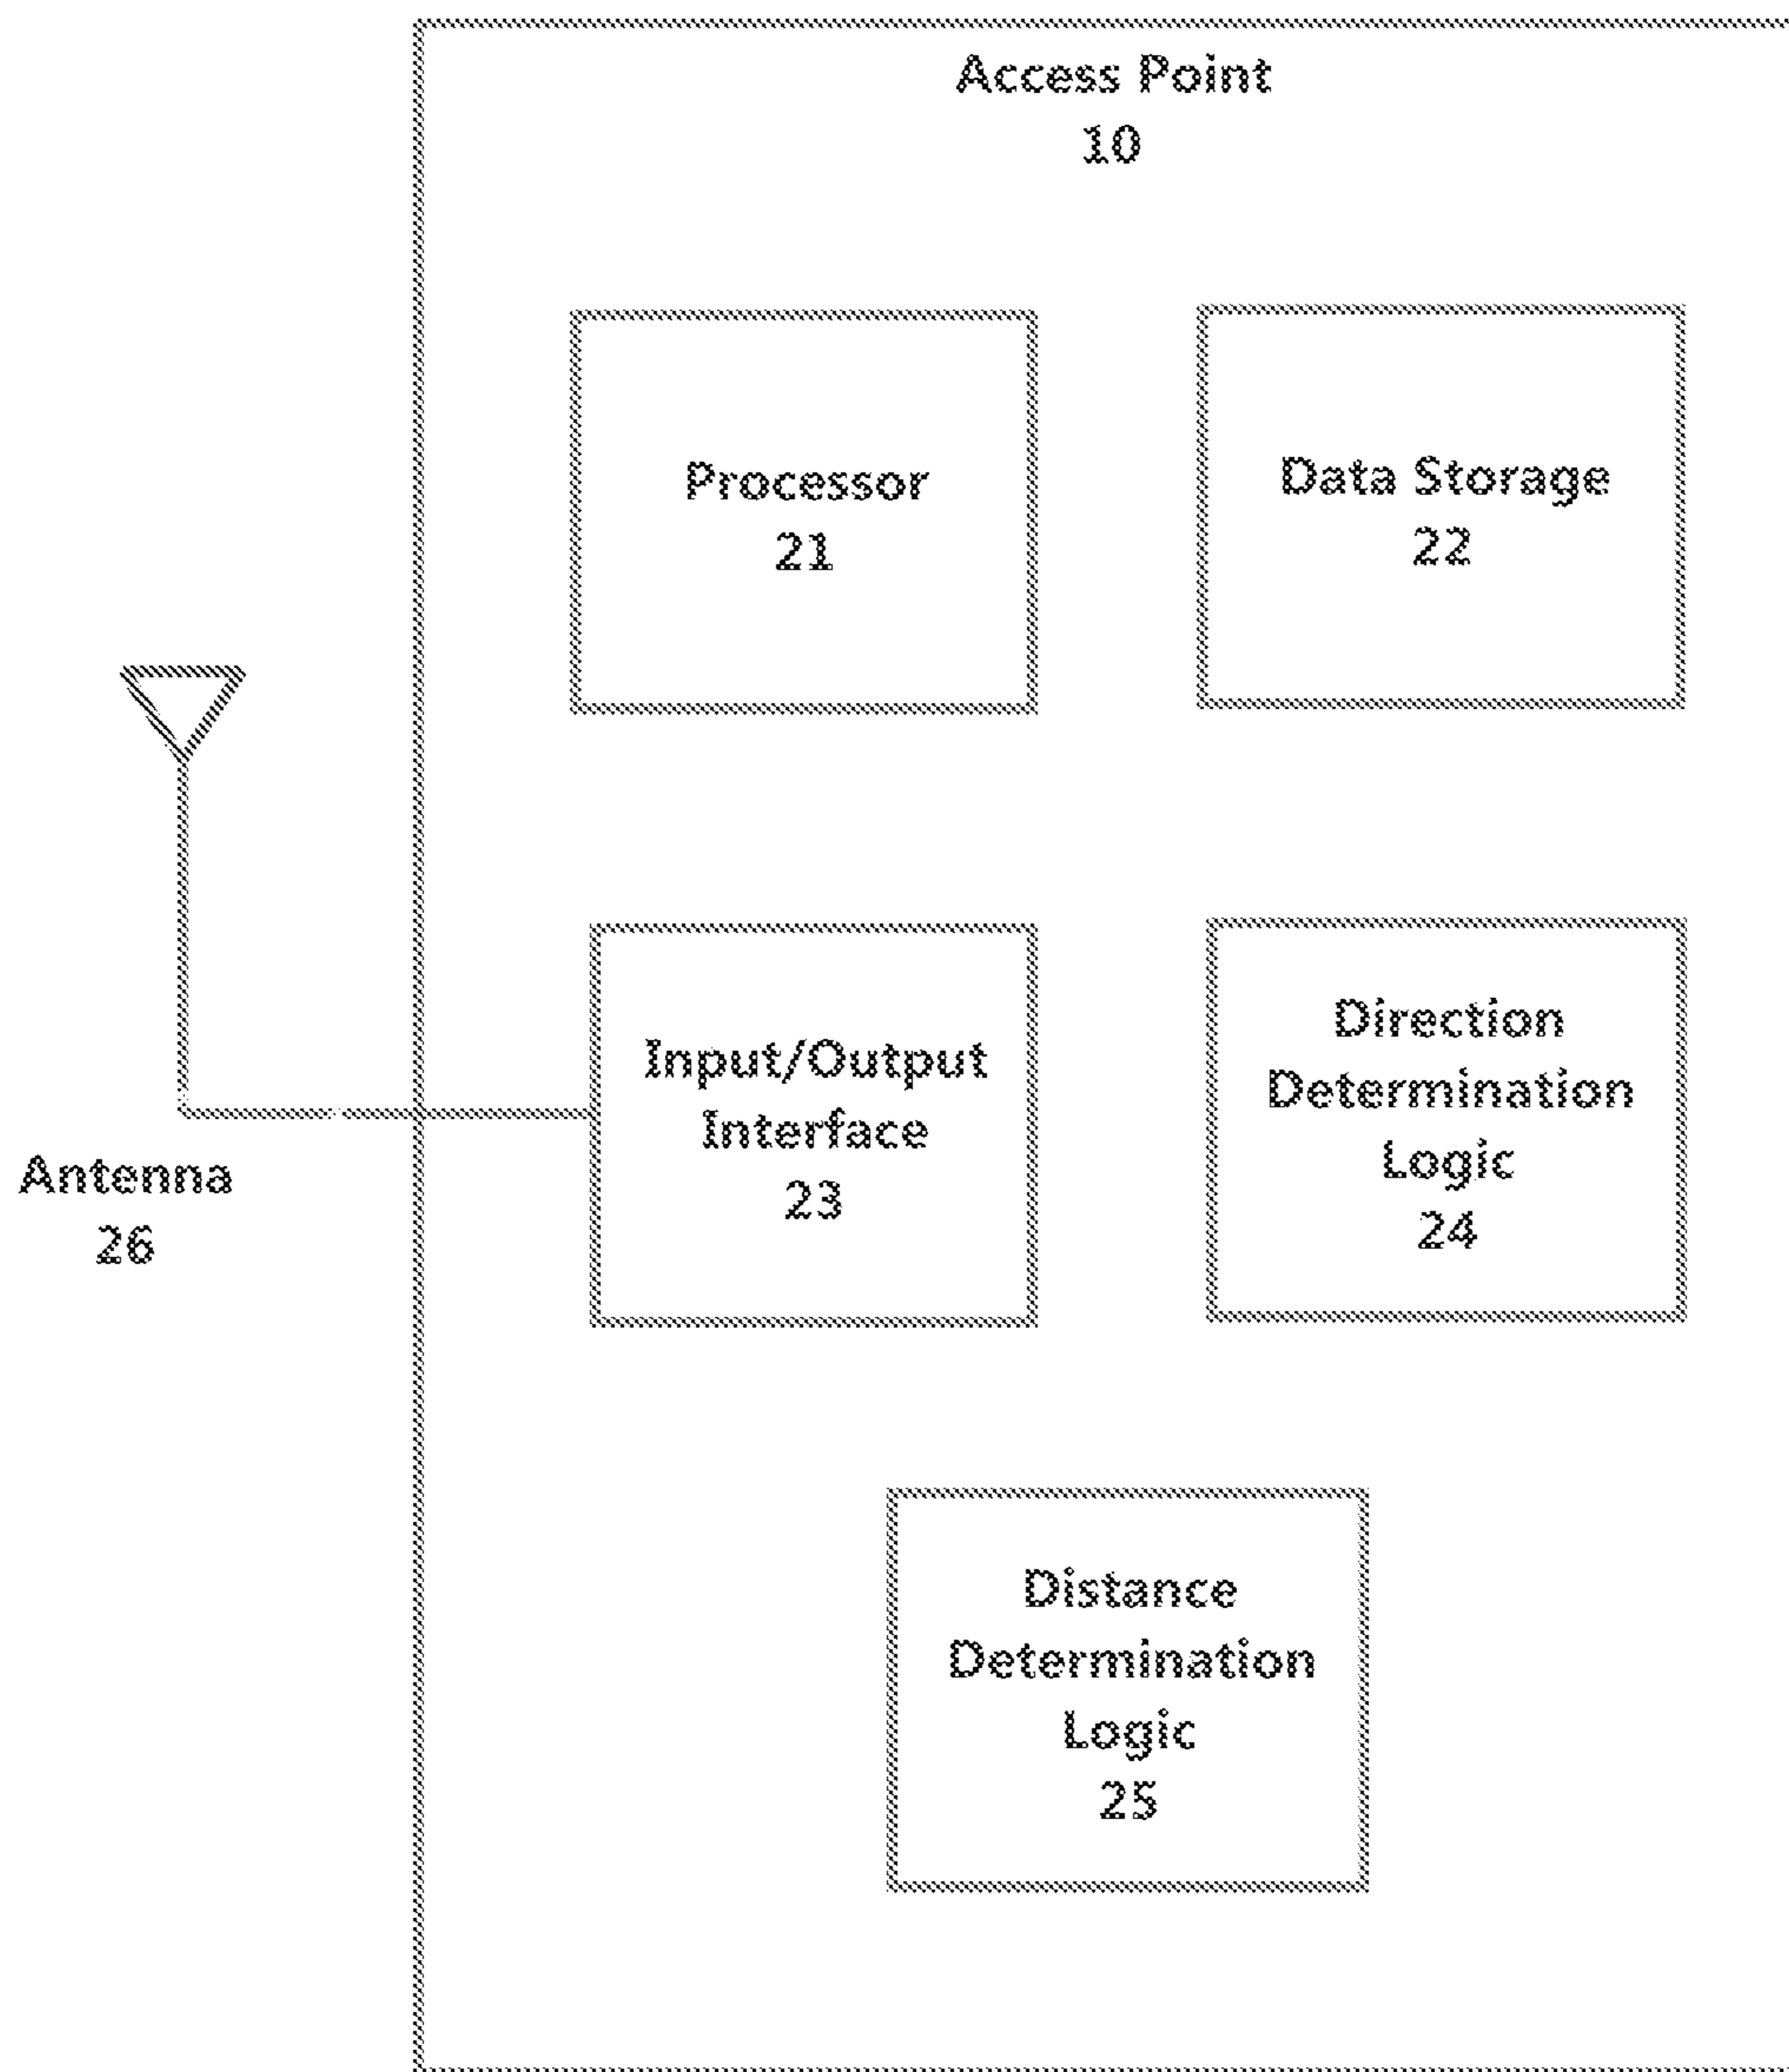 Access Point
10
Processor
21
Data Storage
22
Input/Output
Interface
23
Direction
Determination
Logic
24
Antenna
26
Distance
Determination
Logic
25